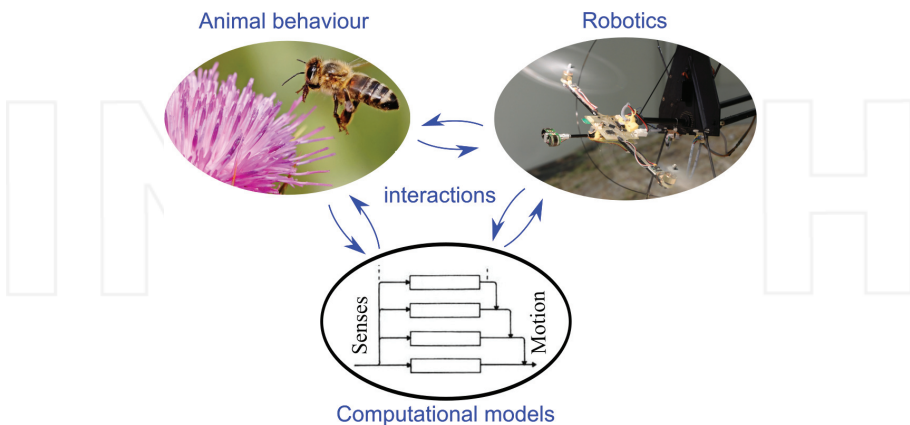 Animal behaviour
Robotics
interactions
Senses
Motion
Computational models